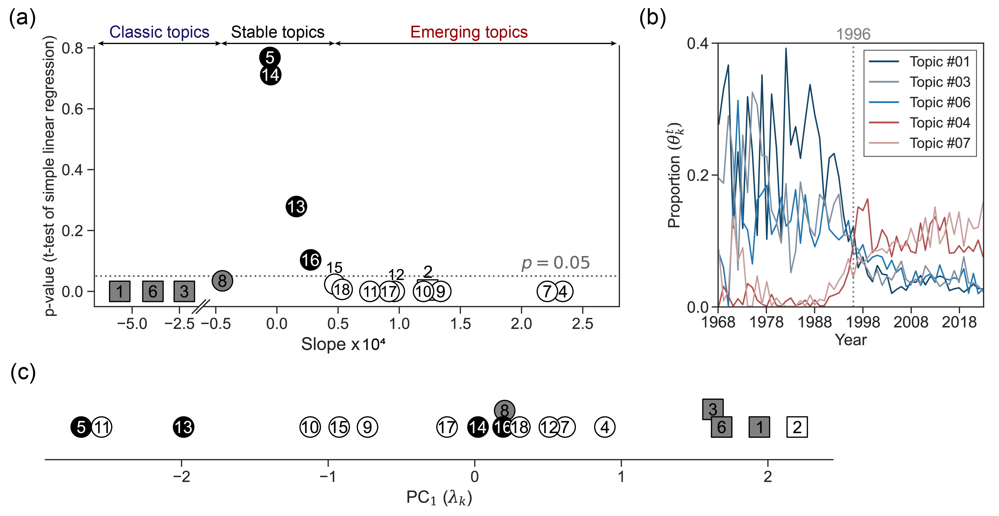 (a)
Classic topics Stable topics Emerging topics
p-value (t-test of simple linear regression)
0.8
0.6
0.4
0.2
0.0
5
14
13
16
15
12
2
p = 0.05
1 6 3 8 18 11 17 10 9 7 4
−5.0 −2.5 −0.5 0.0 0.5 1.0 1.5 2.0 2.5
Slope x10⁴
(b)
1996
Proportion (θₖᵗ)
0.4
0.2
0.0
Topic #01
Topic #03
Topic #06
Topic #04
Topic #07
1968 1978 1988 1998 2008 2018
Year
(c)
8 3
5 11 13 10 15 9 17 14 16 18 12 7 4 6 1 2
−2 −1 0 1 2
PC₁ (λₖ)